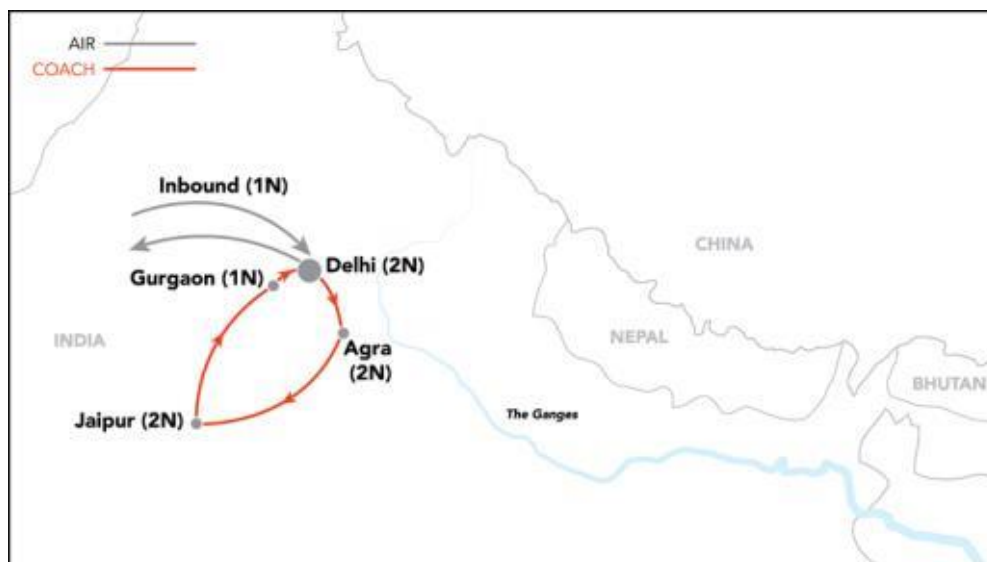 AIR
COACH
Inbound (1N)
Delhi (2N)
Gurgaon (1N)
CHINA
INDIA
NEPAL
Agra
(2N)
BHUTAN
Jaipur (2N)
The Ganges